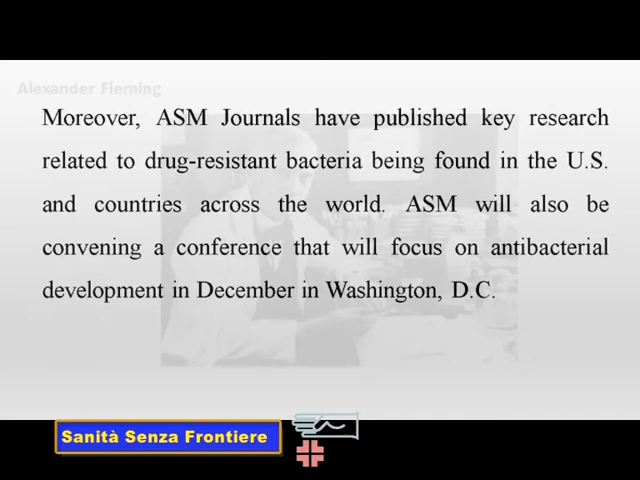 Alexander Fleming
Moreover, ASM Journals have published key research
related to drug-resistant bacteria being found in the U.S.
and countries across the world. ASM will also be
convening a conference that will focus on antibacterial
development in December in Washington, D.C.
Sanità Senza Frontiere